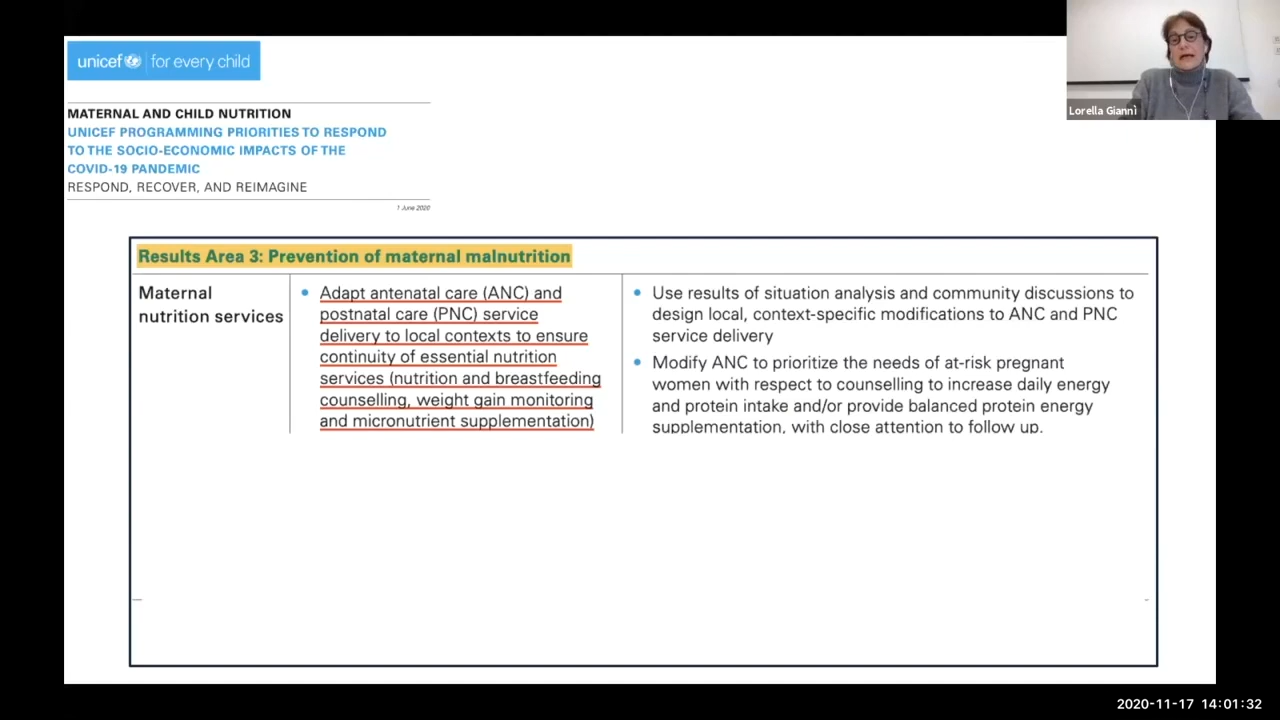 unicef for every child
Lorella Giannì
MATERNAL AND CHILD NUTRITION
UNICEF PROGRAMMING PRIORITIES TO RESPOND
TO THE SOCIO-ECONOMIC IMPACTS OF THE
COVID-19 PANDEMIC
RESPOND, RECOVER, AND REIMAGINE
1 June 2020
Results Area 3: Prevention of maternal malnutrition
Maternal
nutrition services
• Adapt antenatal care (ANC) and
postnatal care (PNC) service
delivery to local contexts to ensure
continuity of essential nutrition
services (nutrition and breastfeeding
counselling, weight gain monitoring
and micronutrient supplementation)
• Use results of situation analysis and community discussions to
design local, context-specific modifications to ANC and PNC
service delivery
• Modify ANC to prioritize the needs of at-risk pregnant
women with respect to counselling to increase daily energy
and protein intake and/or provide balanced protein energy
supplementation, with close attention to follow up.
2020-11-17 14:01:32